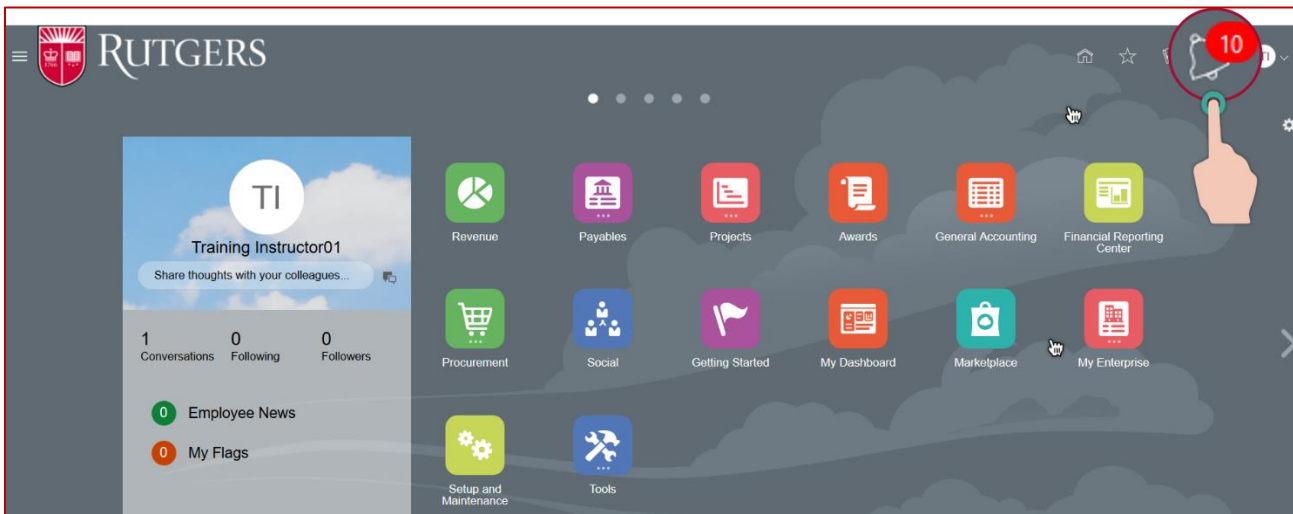 RUTGERS
1766
10
TI
TI
Training Instructor01
Share thoughts with your colleagues...
1
0
0
Conversations
Following
Followers
0 Employee News
0 My Flags
Revenue
Payables
Projects
Awards
General Accounting
Financial Reporting
Center
Procurement
Social
Getting Started
My Dashboard
Marketplace
My Enterprise
Setup and
Maintenance
Tools